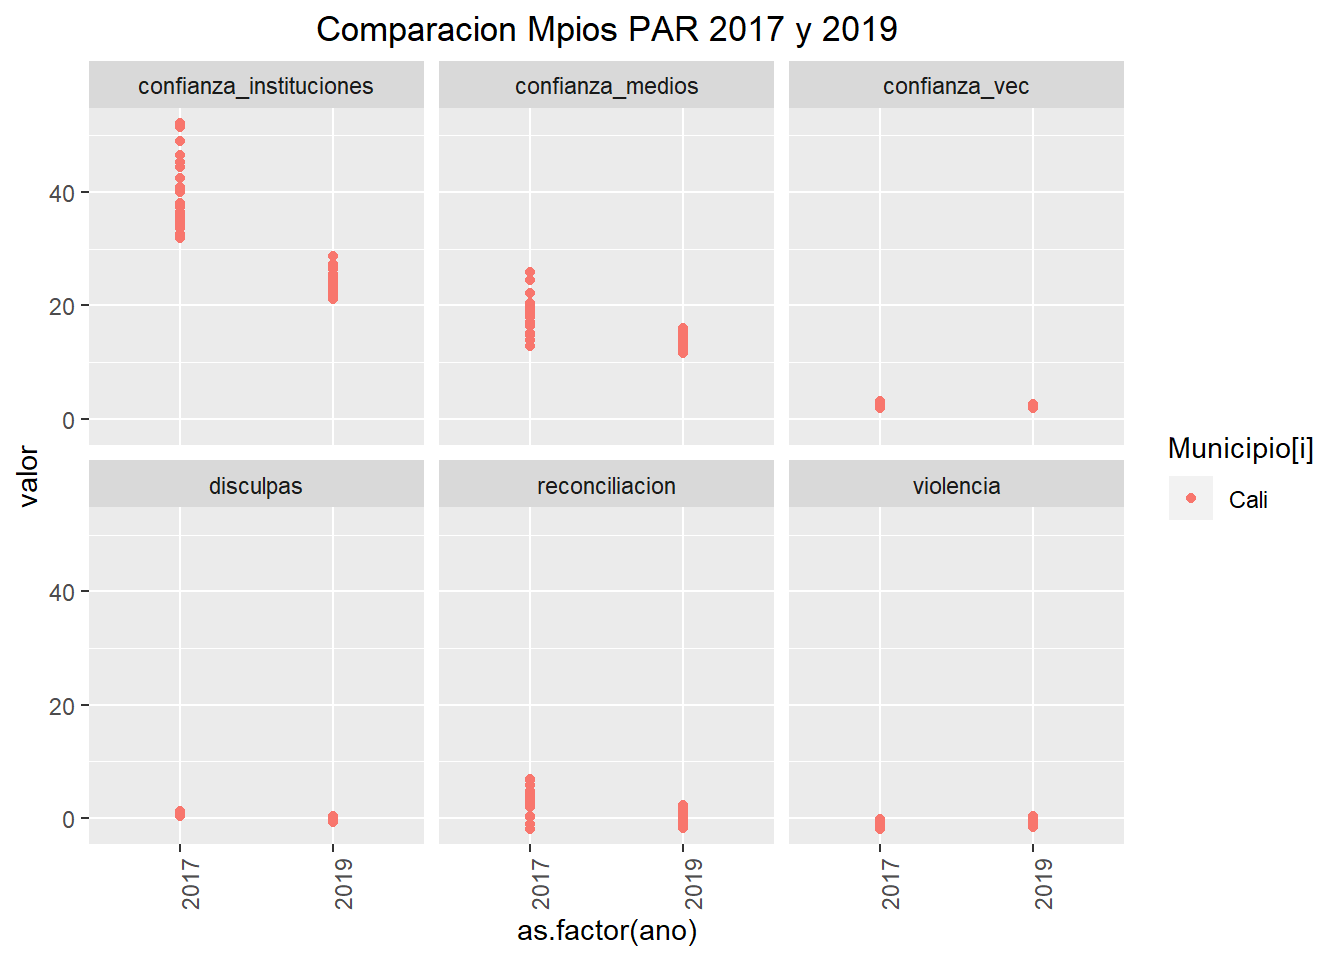 Comparacion Mpios PAR 2017 y 2019
confianza_instituciones
confianza_medios
confianza_vec
40
20
0
valor
disculpas
reconciliacion
violencia
40
20
0
2017
2019
2017
2019
2017
2019
as.factor(ano)
Municipio[i]
Cali